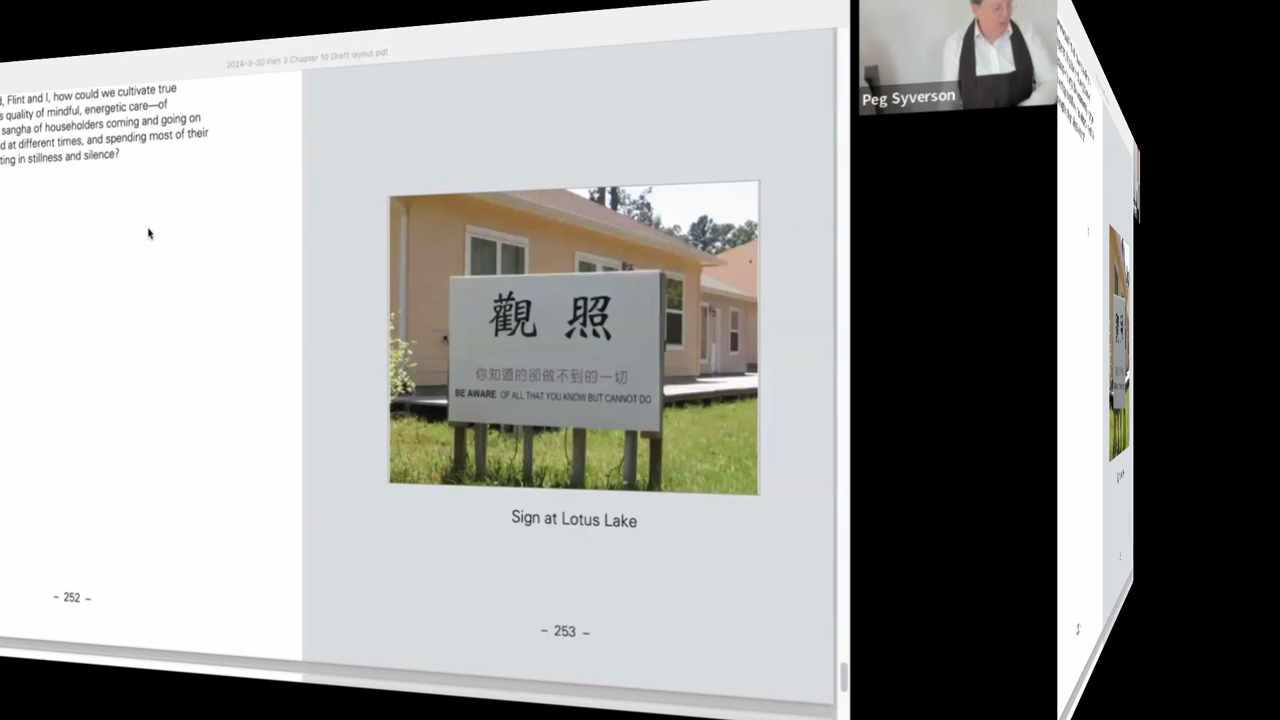 2024-3-30 Part 3 Chapter 10 Draft layout.pdf
, Flint and I, how could we cultivate true
s quality of mindful, energetic care—of
sangha of householders coming and going on
d at different times, and spending most of their
ting in stillness and silence?
– 252 –
觀 照
你知道的卻做不到的一切
BE AWARE OF ALL THAT YOU KNOW BUT CANNOT DO
Sign at Lotus Lake
– 253 –
Peg Syverson